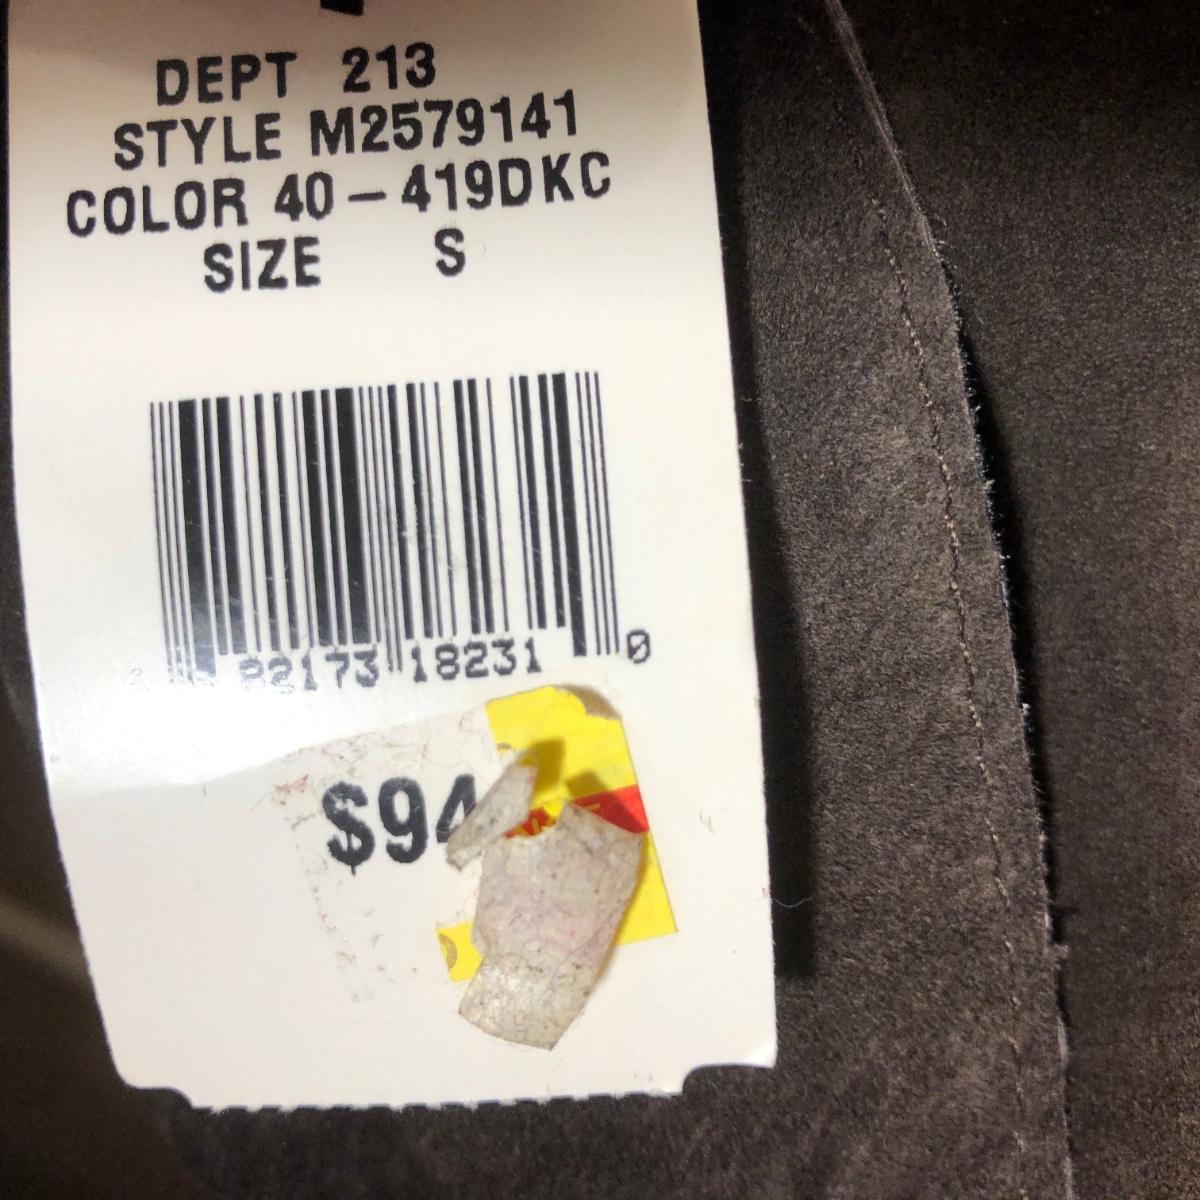 DEPT 213
STYLE M2579141
COLOR 40-419DKC
SIZE S
82173 18231 0
$94